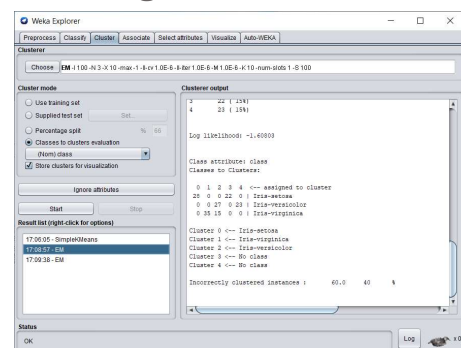 Weka Explorer
Preprocess Classify Cluster Associate Select attributes Visualize Auto-WEKA
Clusterer
Choose EM -I 100 -N 3 -X 10 -max -1 -ll-cv 1.0E-6 -ll-iter 1.0E-6 -M 1.0E-6 -K 10 -num-slots 1 -S 100
Cluster mode
Use training set
Supplied test set Set...
Percentage split % 66
Classes to clusters evaluation
(Nom) class
Store clusters for visualization
Ignore attributes
Start Stop
Result list (right-click for options)
17:06:05 - SimpleKMeans
17:08:57 - EM
17:09:38 - EM
Clusterer output
3 22 ( 15%)
4 23 ( 15%)
Log likelihood: -1.60803
Class attribute: class
Classes to Clusters:
0 1 2 3 4 <-- assigned to cluster
28 0 0 22 0 | Iris-setosa
0 0 27 0 23 | Iris-versicolor
0 35 15 0 0 | Iris-virginica
Cluster 0 <-- Iris-setosa
Cluster 1 <-- Iris-virginica
Cluster 2 <-- Iris-versicolor
Cluster 3 <-- No class
Cluster 4 <-- No class
Incorrectly clustered instances : 60.0 40 %
Status
OK
Log
x 0